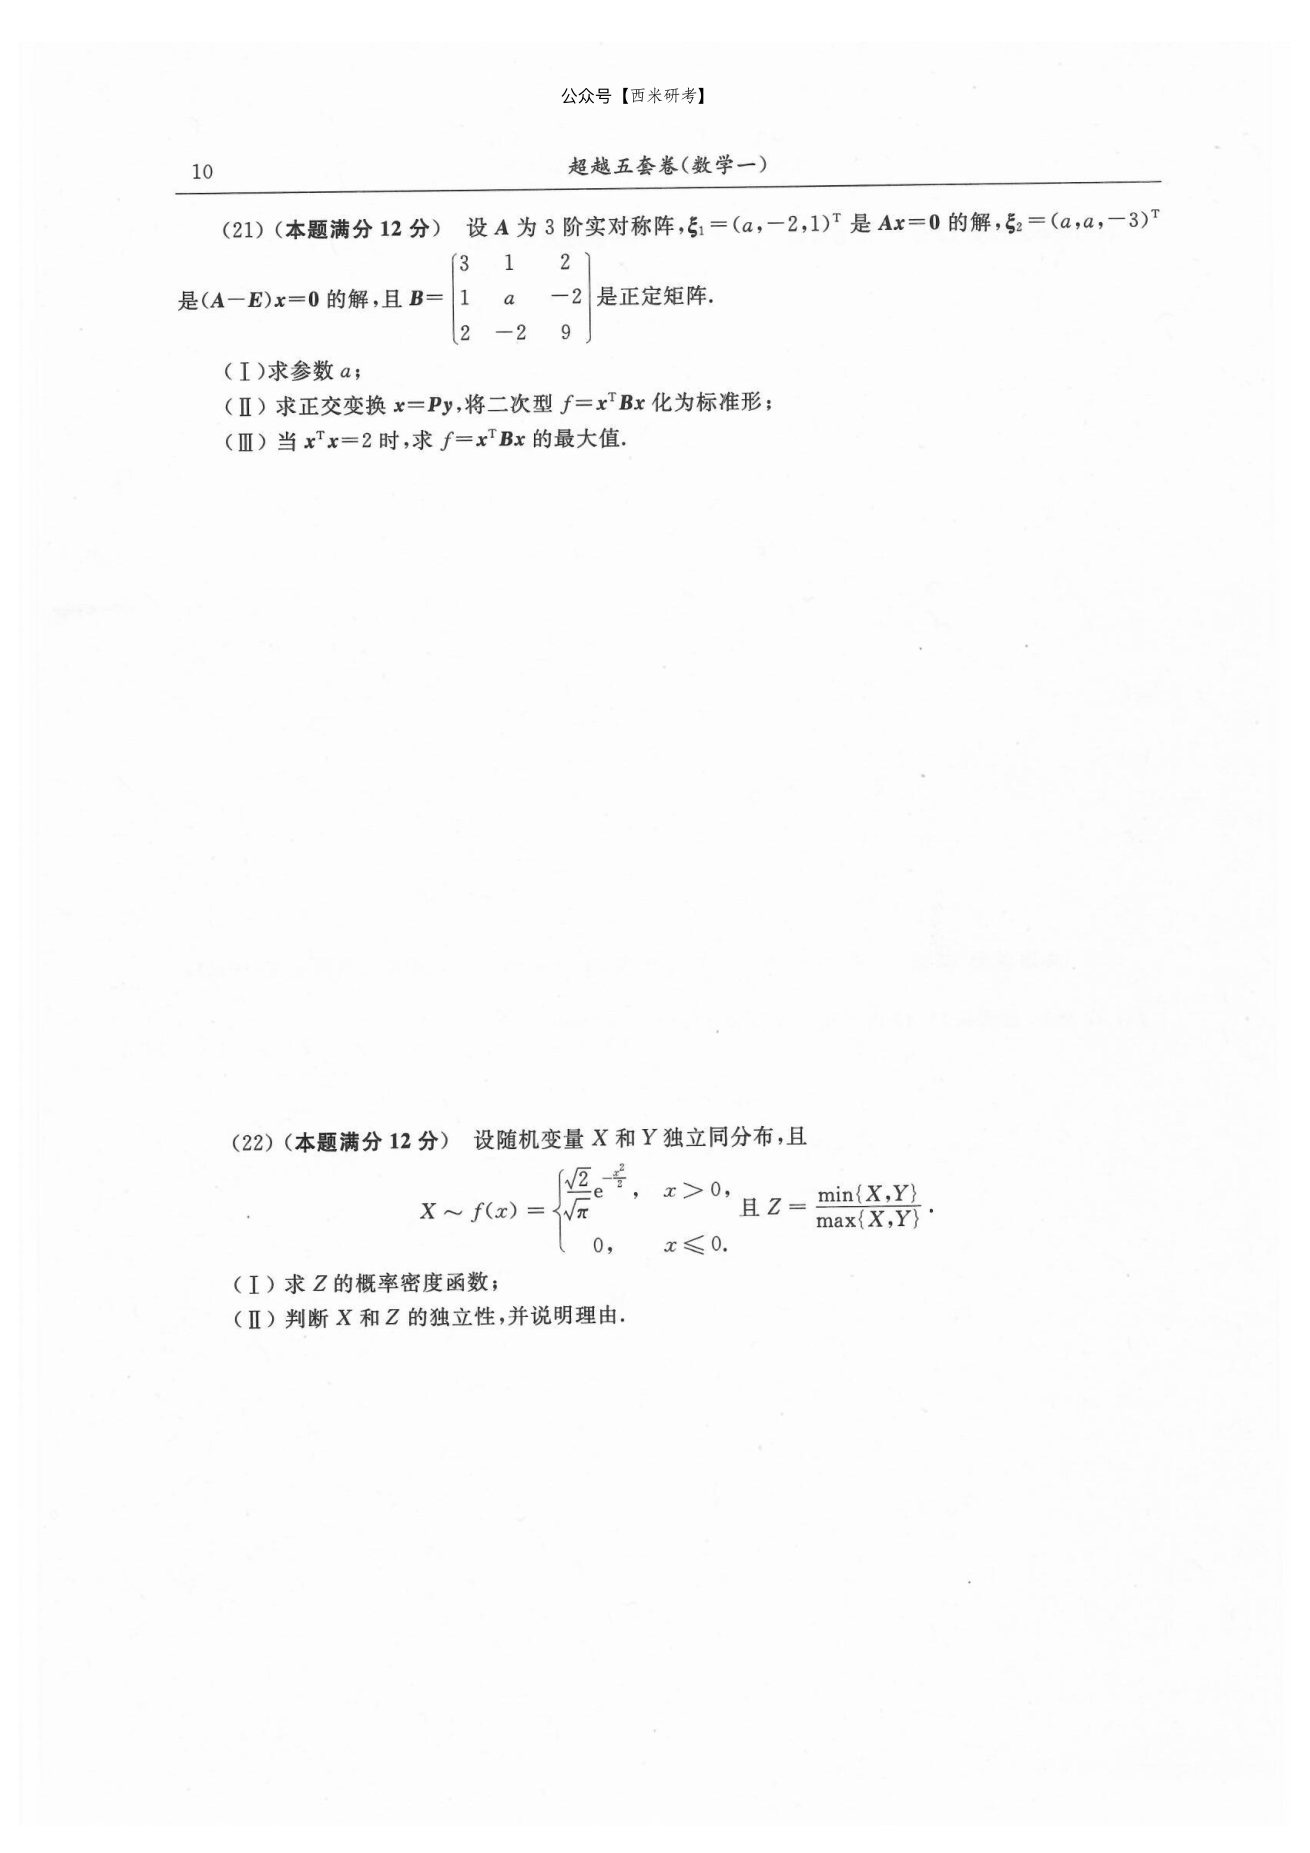 公众号【西米研考】
10 超越五套卷(数学一)
(21)(本题满分 12 分) 设 A 为 3 阶实对称阵,ξ₁=(a,−2,1)ᵀ 是 Ax=0 的解,ξ₂=(a,a,−3)ᵀ
是(A−E)x=0 的解,且 B= (3 1 2; 1 a −2; 2 −2 9) 是正定矩阵.
(Ⅰ)求参数 a;
(Ⅱ)求正交变换 x=Py,将二次型 f=xᵀBx 化为标准形;
(Ⅲ)当 xᵀx=2 时,求 f=xᵀBx 的最大值.
(22)(本题满分 12 分) 设随机变量 X 和 Y 独立同分布,且
X ~ f(x) = { √2/√π e^(−x²/2), x>0, 0, x≤0. 且 Z = min{X,Y}/max{X,Y}.
(Ⅰ)求 Z 的概率密度函数;
(Ⅱ)判断 X 和 Z 的独立性,并说明理由.